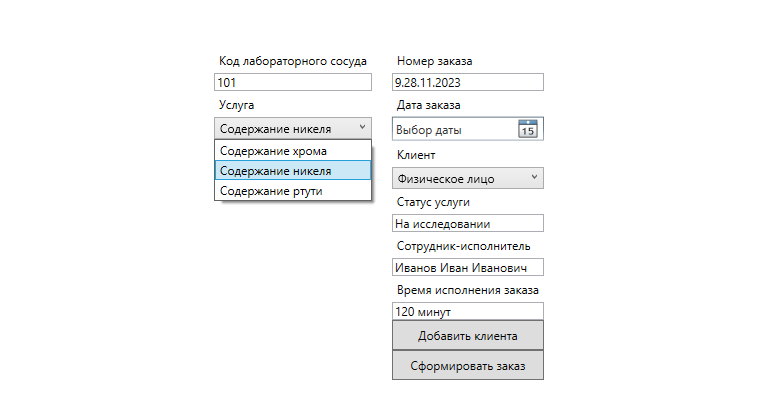 Код лабораторного сосуда
101
Услуга
Содержание никеля
Содержание хрома
Содержание никеля
Содержание ртути
Номер заказа
9.28.11.2023
Дата заказа
Выбор даты 15
Клиент
Физическое лицо
Статус услуги
На исследовании
Сотрудник-исполнитель
Иванов Иван Иванович
Время исполнения заказа
120 минут
Добавить клиента
Сформировать заказ